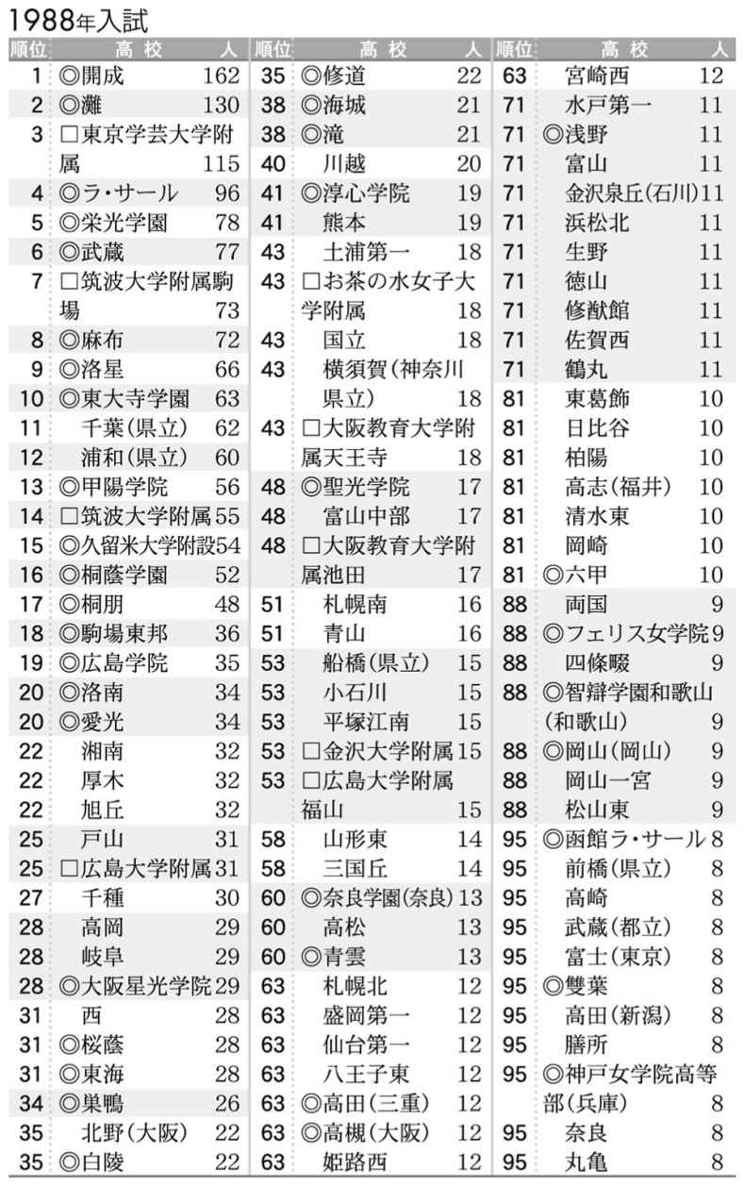 1988年入試
順位 高校 人
1 ◎開成 162
2 ◎灘 130
3 □東京学芸大学附
属 115
4 ◎ラ・サール 96
5 ◎栄光学園 78
6 ◎武蔵 77
7 □筑波大学附属駒
場 73
8 ◎麻布 72
9 ◎洛星 66
10 ◎東大寺学園 63
11 千葉(県立) 62
12 浦和(県立) 60
13 ◎甲陽学院 56
14 □筑波大学附属 55
15 ◎久留米大学附設 54
16 ◎桐蔭学園 52
17 ◎桐朋 48
18 ◎駒場東邦 36
19 ◎広島学院 35
20 ◎洛南 34
20 ◎愛光 34
22 湘南 32
22 厚木 32
22 旭丘 32
25 戸山 31
25 □広島大学附属 31
27 千種 30
28 高岡 29
28 岐阜 29
28 ◎大阪星光学院 29
31 西 28
31 ◎桜蔭 28
31 ◎東海 28
34 ◎巣鴨 26
35 北野(大阪) 22
35 ◎白陵 22
順位 高校 人
35 ◎修道 22
38 ◎海城 21
38 ◎滝 21
40 川越 20
41 ◎淳心学院 19
41 熊本 19
43 土浦第一 18
43 □お茶の水女子大
学附属 18
43 国立 18
43 横須賀(神奈川
県立) 18
43 □大阪教育大学附
属天王寺 18
48 ◎聖光学院 17
48 富山中部 17
48 □大阪教育大学附
属池田 17
51 札幌南 16
51 青山 16
53 船橋(県立) 15
53 小石川 15
53 平塚江南 15
53 □金沢大学附属 15
53 □広島大学附属
福山 15
58 山形東 14
58 三国丘 14
60 ◎奈良学園(奈良) 13
60 高松 13
60 ◎青雲 13
63 札幌北 12
63 盛岡第一 12
63 仙台第一 12
63 八王子東 12
63 ◎高田(三重) 12
63 ◎高槻(大阪) 12
63 姫路西 12
順位 高校 人
63 宮崎西 12
71 水戸第一 11
71 ◎浅野 11
71 富山 11
71 金沢泉丘(石川) 11
71 浜松北 11
71 生野 11
71 徳山 11
71 修猷館 11
71 佐賀西 11
71 鶴丸 11
81 東葛飾 10
81 日比谷 10
81 柏陽 10
81 高志(福井) 10
81 清水東 10
81 岡崎 10
81 ◎六甲 10
88 両国 9
88 ◎フェリス女学院 9
88 四條畷 9
88 ◎智辯学園和歌山
(和歌山) 9
88 ◎岡山(岡山) 9
88 岡山一宮 9
88 松山東 9
95 ◎函館ラ・サール 8
95 前橋(県立) 8
95 高崎 8
95 武蔵(都立) 8
95 富士(東京) 8
95 ◎雙葉 8
95 高田(新潟) 8
95 膳所 8
95 ◎神戸女学院高等
部(兵庫) 8
95 奈良 8
95 丸亀 8